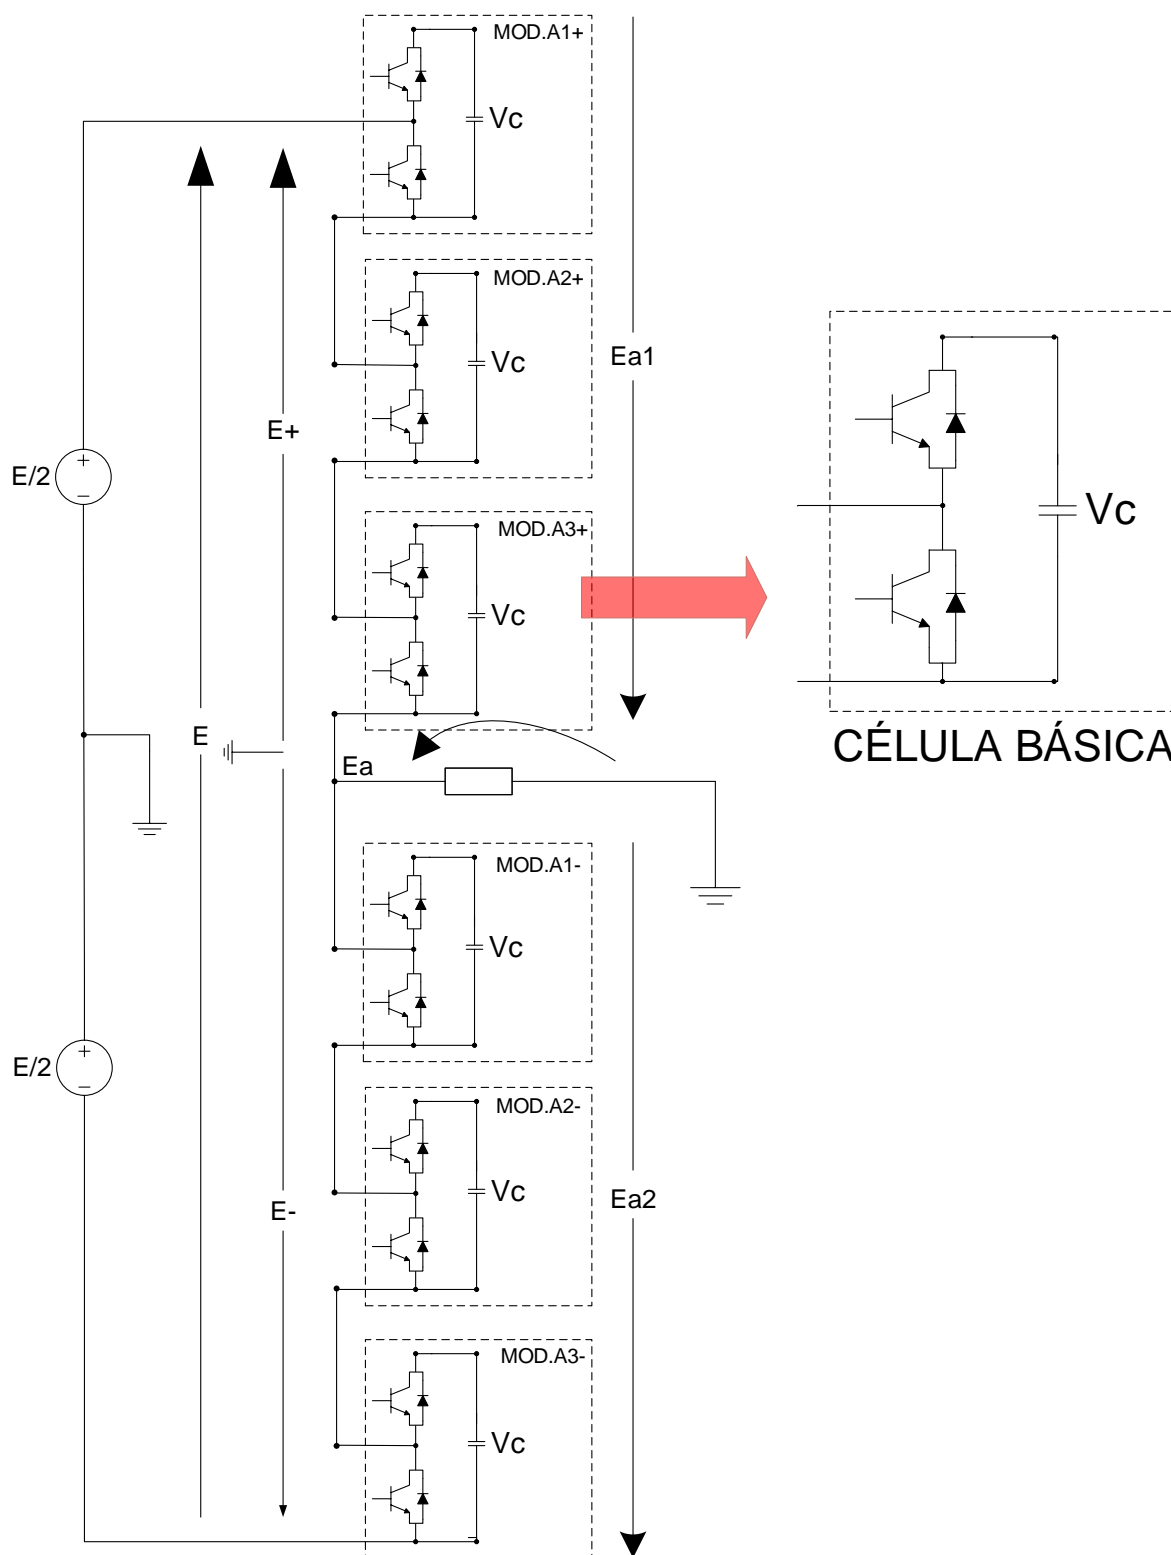 MOD.A1+
Vc
MOD.A2+
Vc
Ea1
E+
E/2
+
−
MOD.A3+
Vc
Vc
CÉLULA BÁSICA
E
Ea
MOD.A1-
Vc
E/2
+
−
MOD.A2-
Vc
Ea2
E-
MOD.A3-
Vc